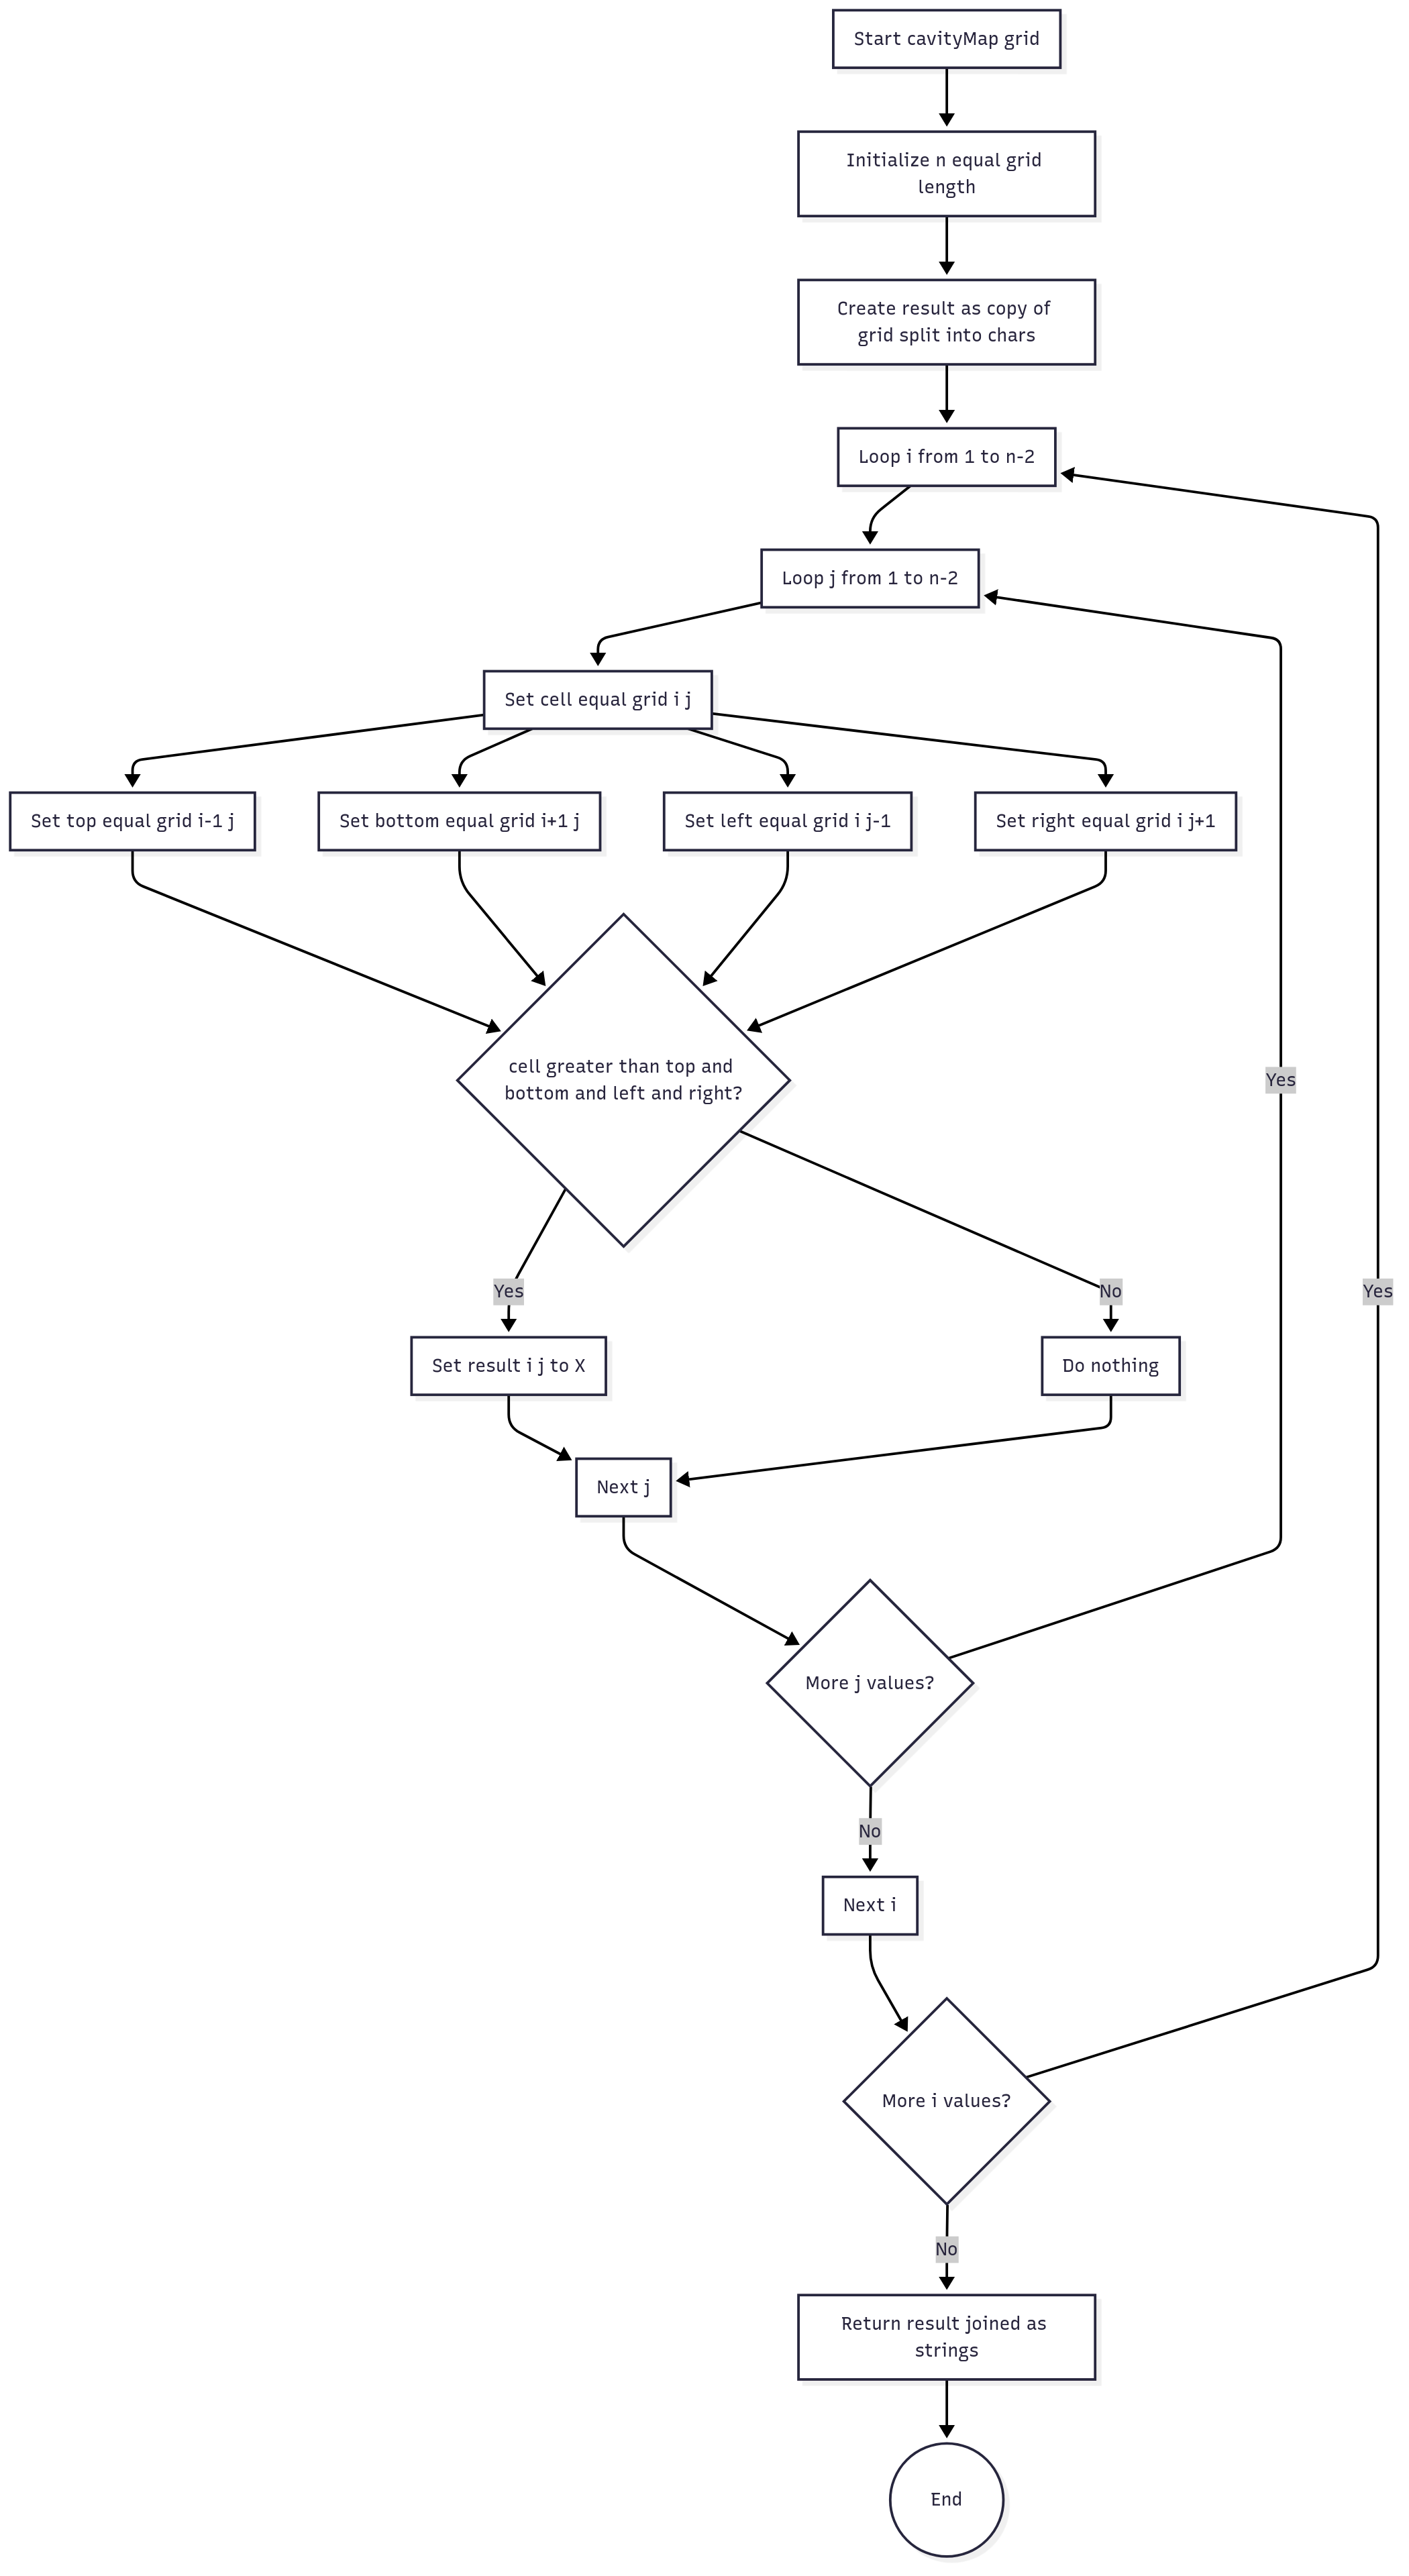 Start cavityMap grid
Initialize n equal grid
length
Create result as copy of
grid split into chars
Loop i from 1 to n-2
Loop j from 1 to n-2
Set cell equal grid i j
Set top equal grid i-1 j
Set bottom equal grid i+1 j
Set left equal grid i j-1
Set right equal grid i j+1
cell greater than top and
bottom and left and right?
Yes
Yes
No
Yes
Set result i j to X
Do nothing
Next j
More j values?
No
Next i
More i values?
No
Return result joined as
strings
End